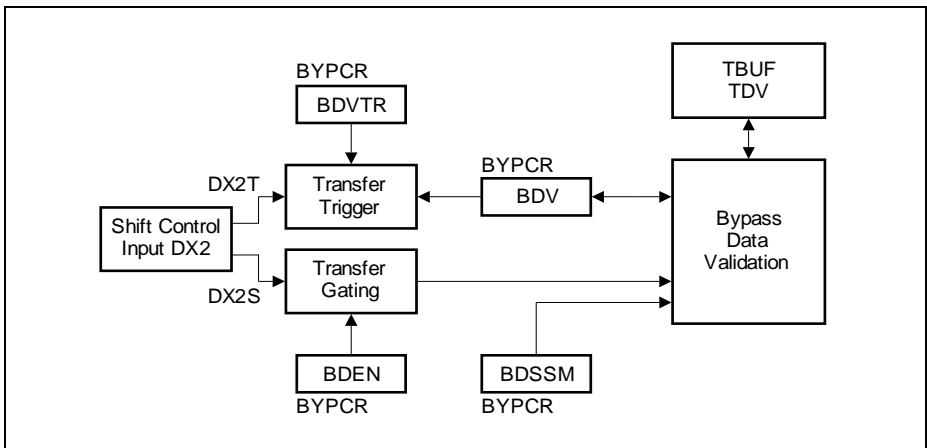 BYPCR
BDVTR
TBUF
TDV
BYPCR
DX2T
Transfer
Trigger
BDV
Shift Control
Input DX2
Bypass
Data
Validation
Transfer
Gating
DX2S
BDEN
BDSSM
BYPCR
BYPCR